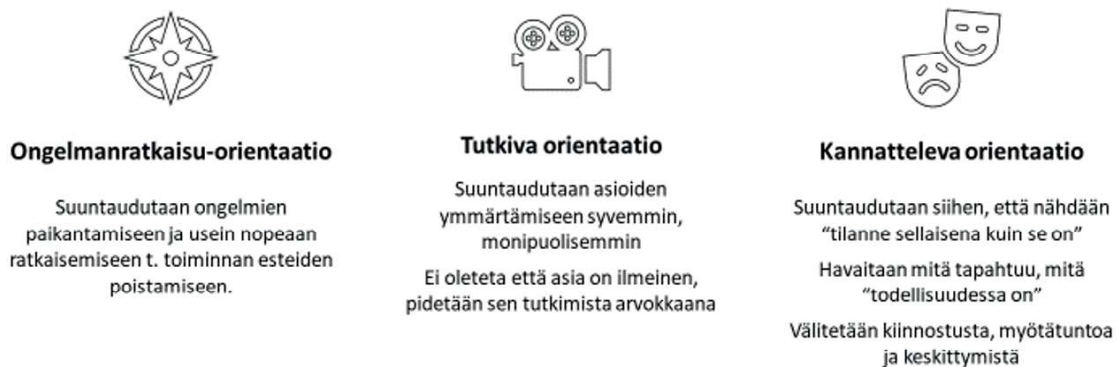 Ongelmanratkaisu-orientaatio
Suuntaudutaan ongelmien
paikantamiseen ja usein nopeaan
ratkaisemiseen t. toiminnan esteiden
poistamiseen.
Tutkiva orientaatio
Suuntaudutaan asioiden
ymmärtämiseen syvemmin,
monipuolisemmin
Ei oleteta että asia on ilmeinen,
pidetään sen tutkimista arvokkaana
Kannatteleva orientaatio
Suuntaudutaan siihen, että nähdään
“tilanne sellaisena kuin se on”
Havaitaan mitä tapahtuu, mitä
“todellisuudessa on”
Välitetään kiinnostusta, myötätuntoa
ja keskittymistä